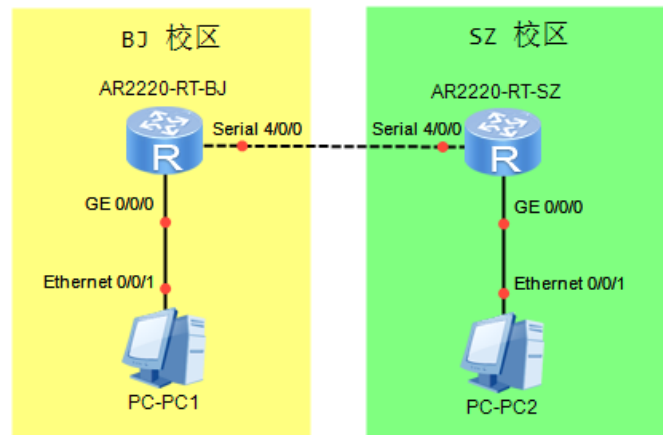 BJ 校区
SZ 校区
AR2220-RT-BJ
AR2220-RT-SZ
Serial 4/0/0
Serial 4/0/0
R
R
GE 0/0/0
GE 0/0/0
Ethernet 0/0/1
Ethernet 0/0/1
PC-PC1
PC-PC2